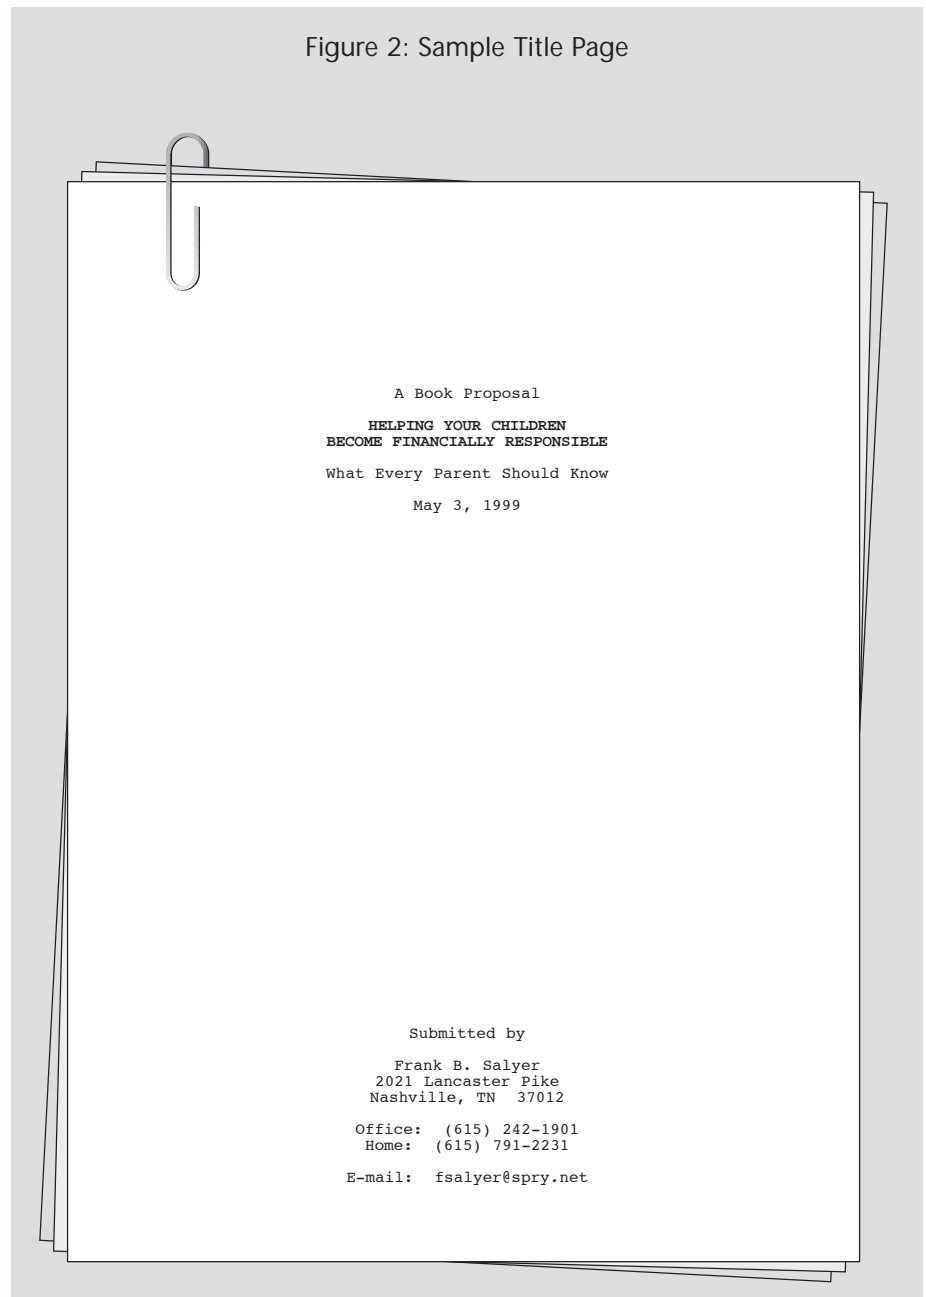 Figure 2: Sample Title Page
A Book Proposal
HELPING YOUR CHILDREN
BECOME FINANCIALLY RESPONSIBLE
What Every Parent Should Know
May 3, 1999
Submitted by
Frank B. Salyer
2021 Lancaster Pike
Nashville, TN  37012
Office:  (615) 242-1901
Home:  (615) 791-2231
E-mail:  fsalyer@spry.net